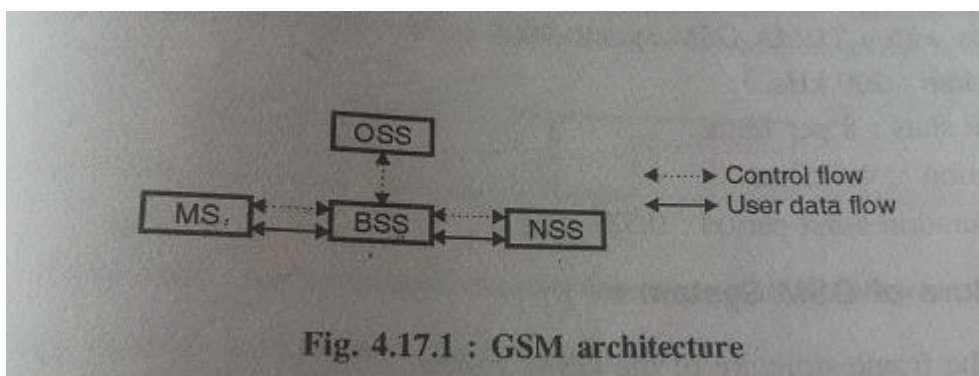 OSS
Control flow
MS
BSS
NSS
User data flow
Fig. 4.17.1 : GSM architecture